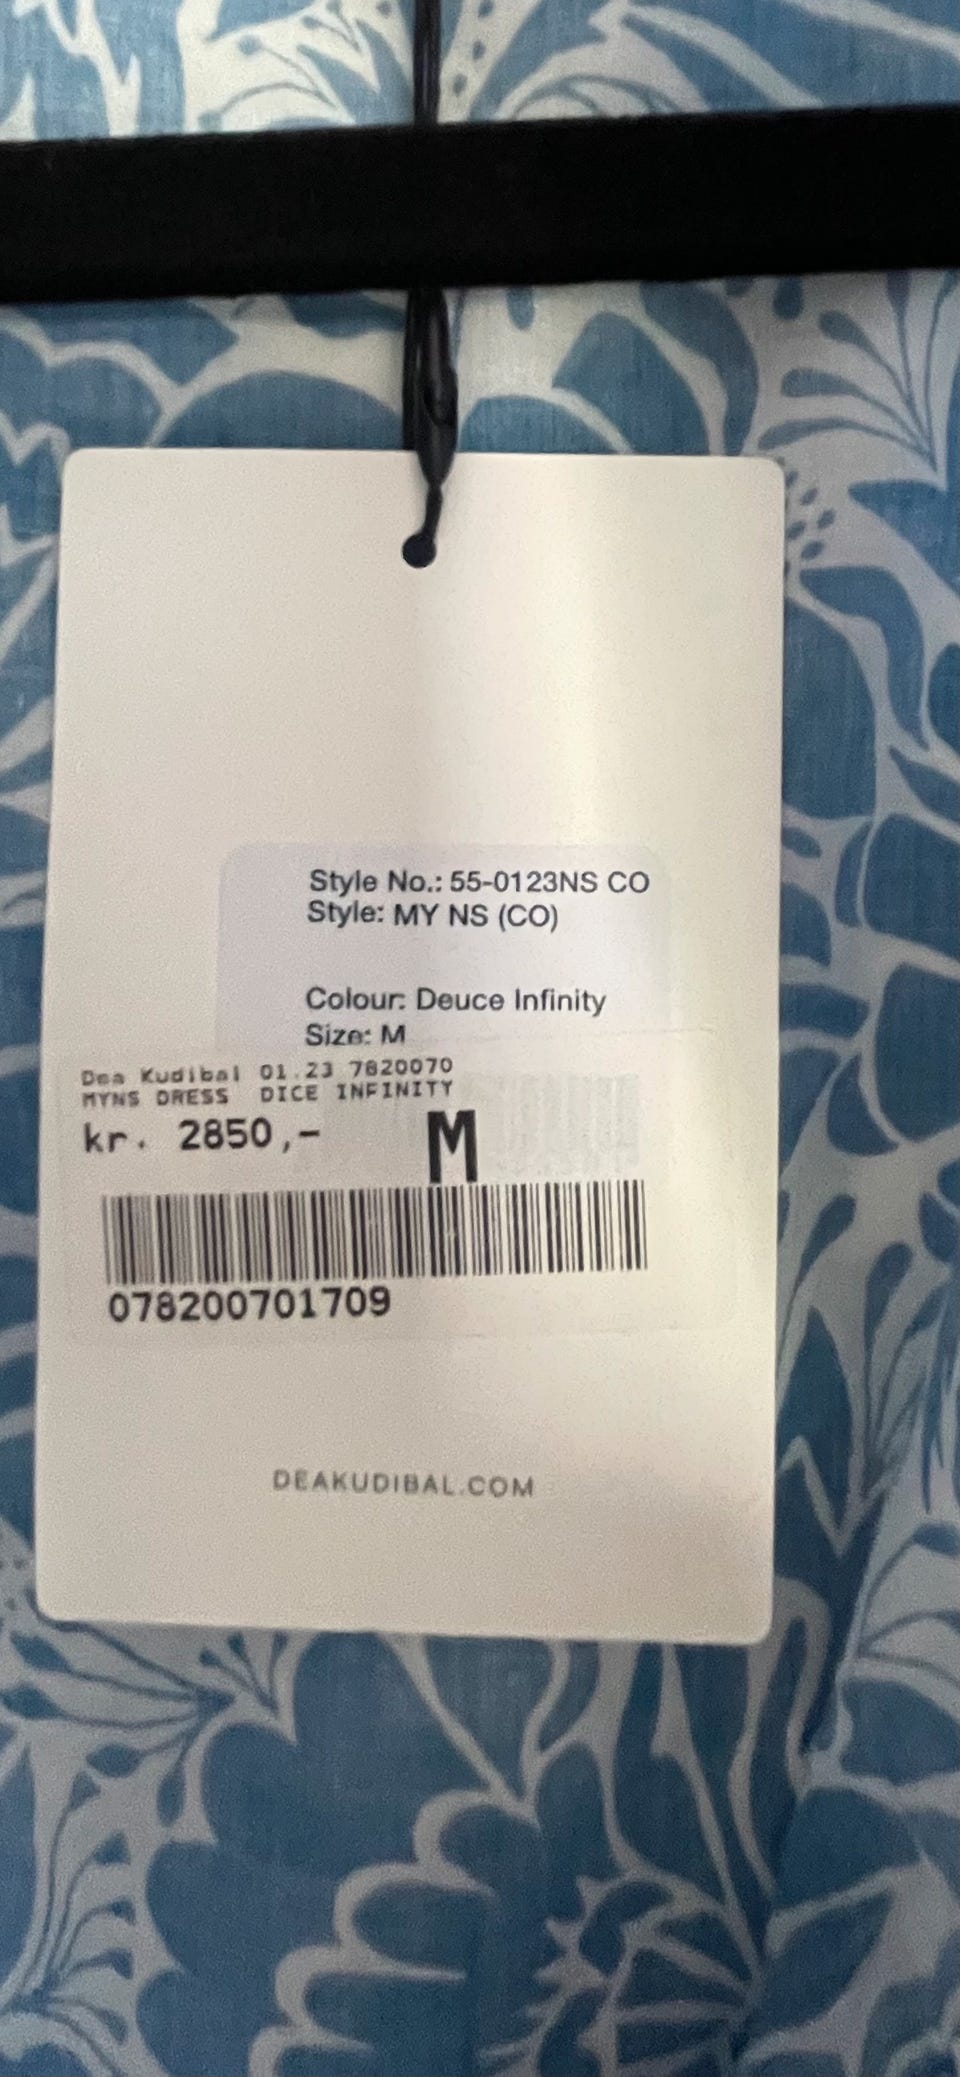 Style No.: 55-0123NS CO
Style: MY NS (CO)
Colour: Deuce Infinity
Size: M
Dea Kudibal 01.23 7820070
MYNS DRESS DICE INFINITY
kr. 2850,- M
078200701709
DEAKUDIBAL.COM